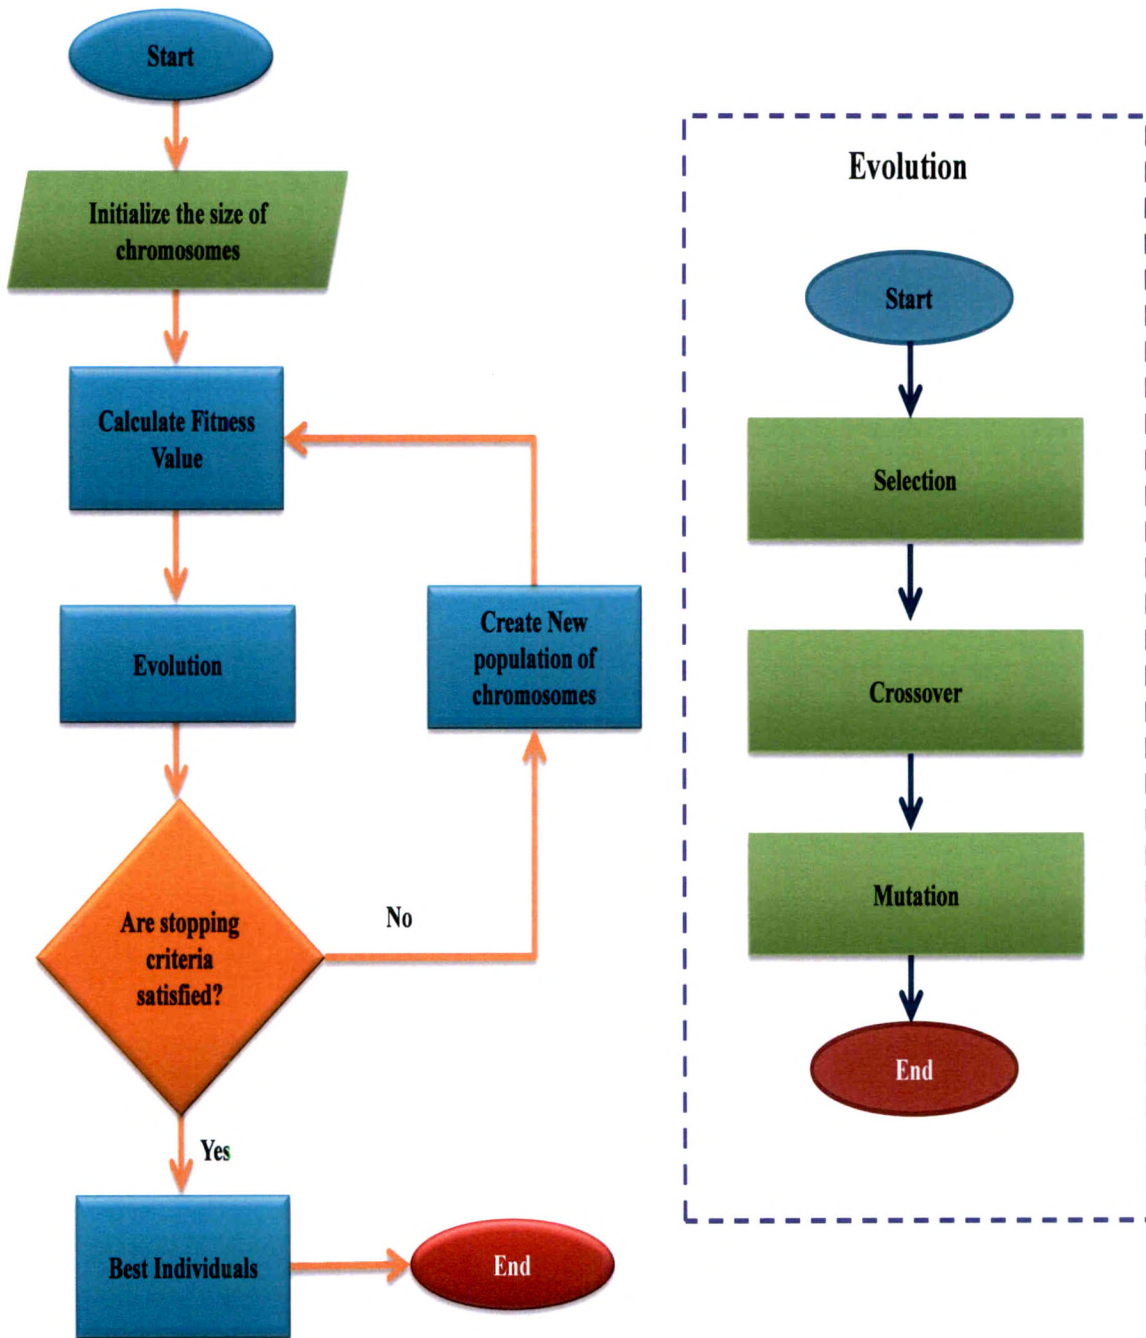 Start
Initialize the size of
chromosomes
Calculate Fitness
Value
Evolution
Create New
population of
chromosomes
Are stopping
criteria
satisfied?
No
Yes
Best Individuals
End
Evolution
Start
Selection
Crossover
Mutation
End